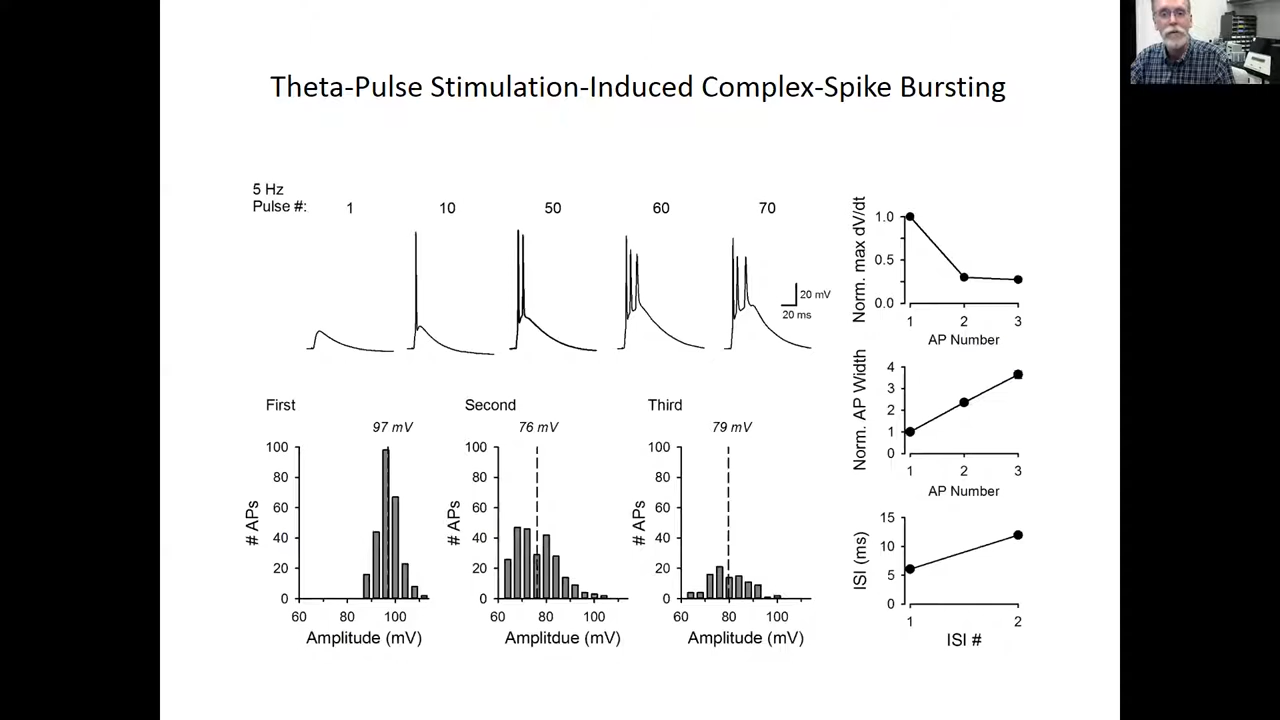 Theta-Pulse Stimulation-Induced Complex-Spike Bursting
5 Hz
Pulse #: 1 10 50 60 70
20 mV
20 ms
Norm. max dV/dt
1.0
0.5
0.0
1 2 3
AP Number
Norm. AP Width
4
3
2
1
0
1 2 3
AP Number
ISI (ms)
15
10
5
0
1 2
ISI #
First
97 mV
# APs
100
80
60
40
20
0
60 80 100
Amplitude (mV)
Second
76 mV
# APs
100
80
60
40
20
0
60 80 100
Amplitdue (mV)
Third
79 mV
# APs
100
80
60
40
20
0
60 80 100
Amplitude (mV)